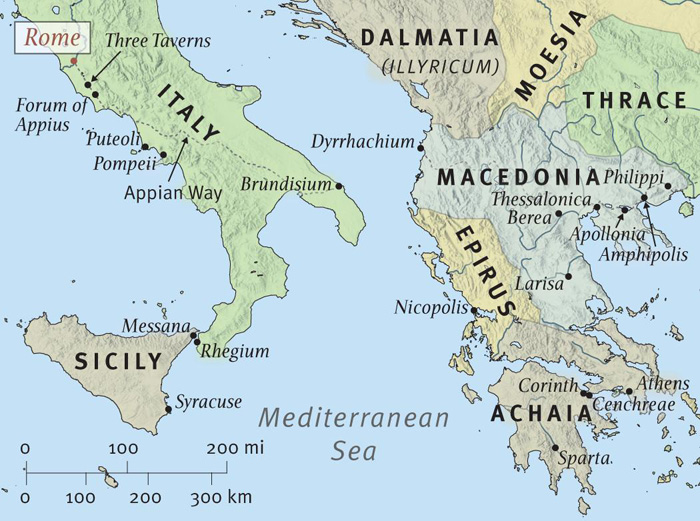 Rome
Three Taverns
Forum of
Appius
ITALY
Puteoli
Pompeii
Appian Way
Brundisium
DALMATIA
(ILLYRICUM)
MOESIA
THRACE
Dyrrhachium
MACEDONIA
Philippi
Thessalonica
Berea
Apollonia
Amphipolis
EPIRUS
Larisa
Nicopolis
Messana
Rhegium
SICILY
Syracuse
Mediterranean
Sea
Corinth
Athens
ACHAIA
Cenchreae
Sparta
0 100 200 mi
0 100 200 300 km